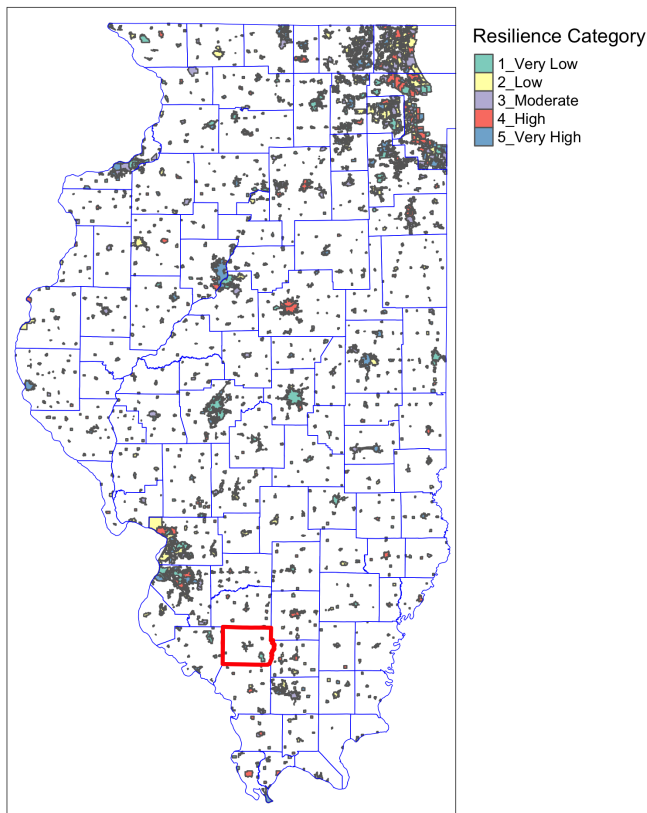 Resilience Category
1_Very Low
2_Low
3_Moderate
4_High
5_Very High